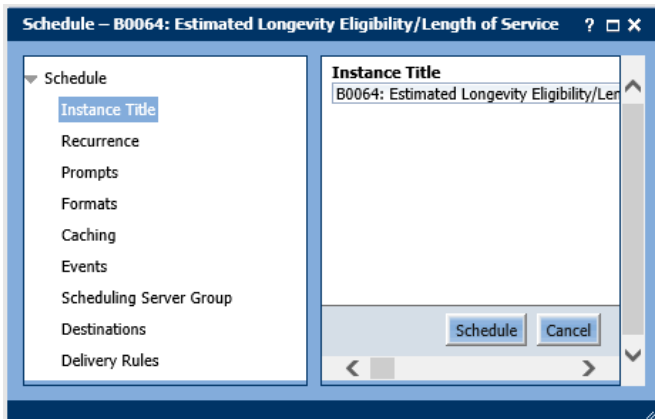 Schedule – B0064: Estimated Longevity Eligibility/Length of Service ?
Schedule
Instance Title
Recurrence
Prompts
Formats
Caching
Events
Scheduling Server Group
Destinations
Delivery Rules
Instance Title
B0064: Estimated Longevity Eligibility/Len
Schedule
Cancel